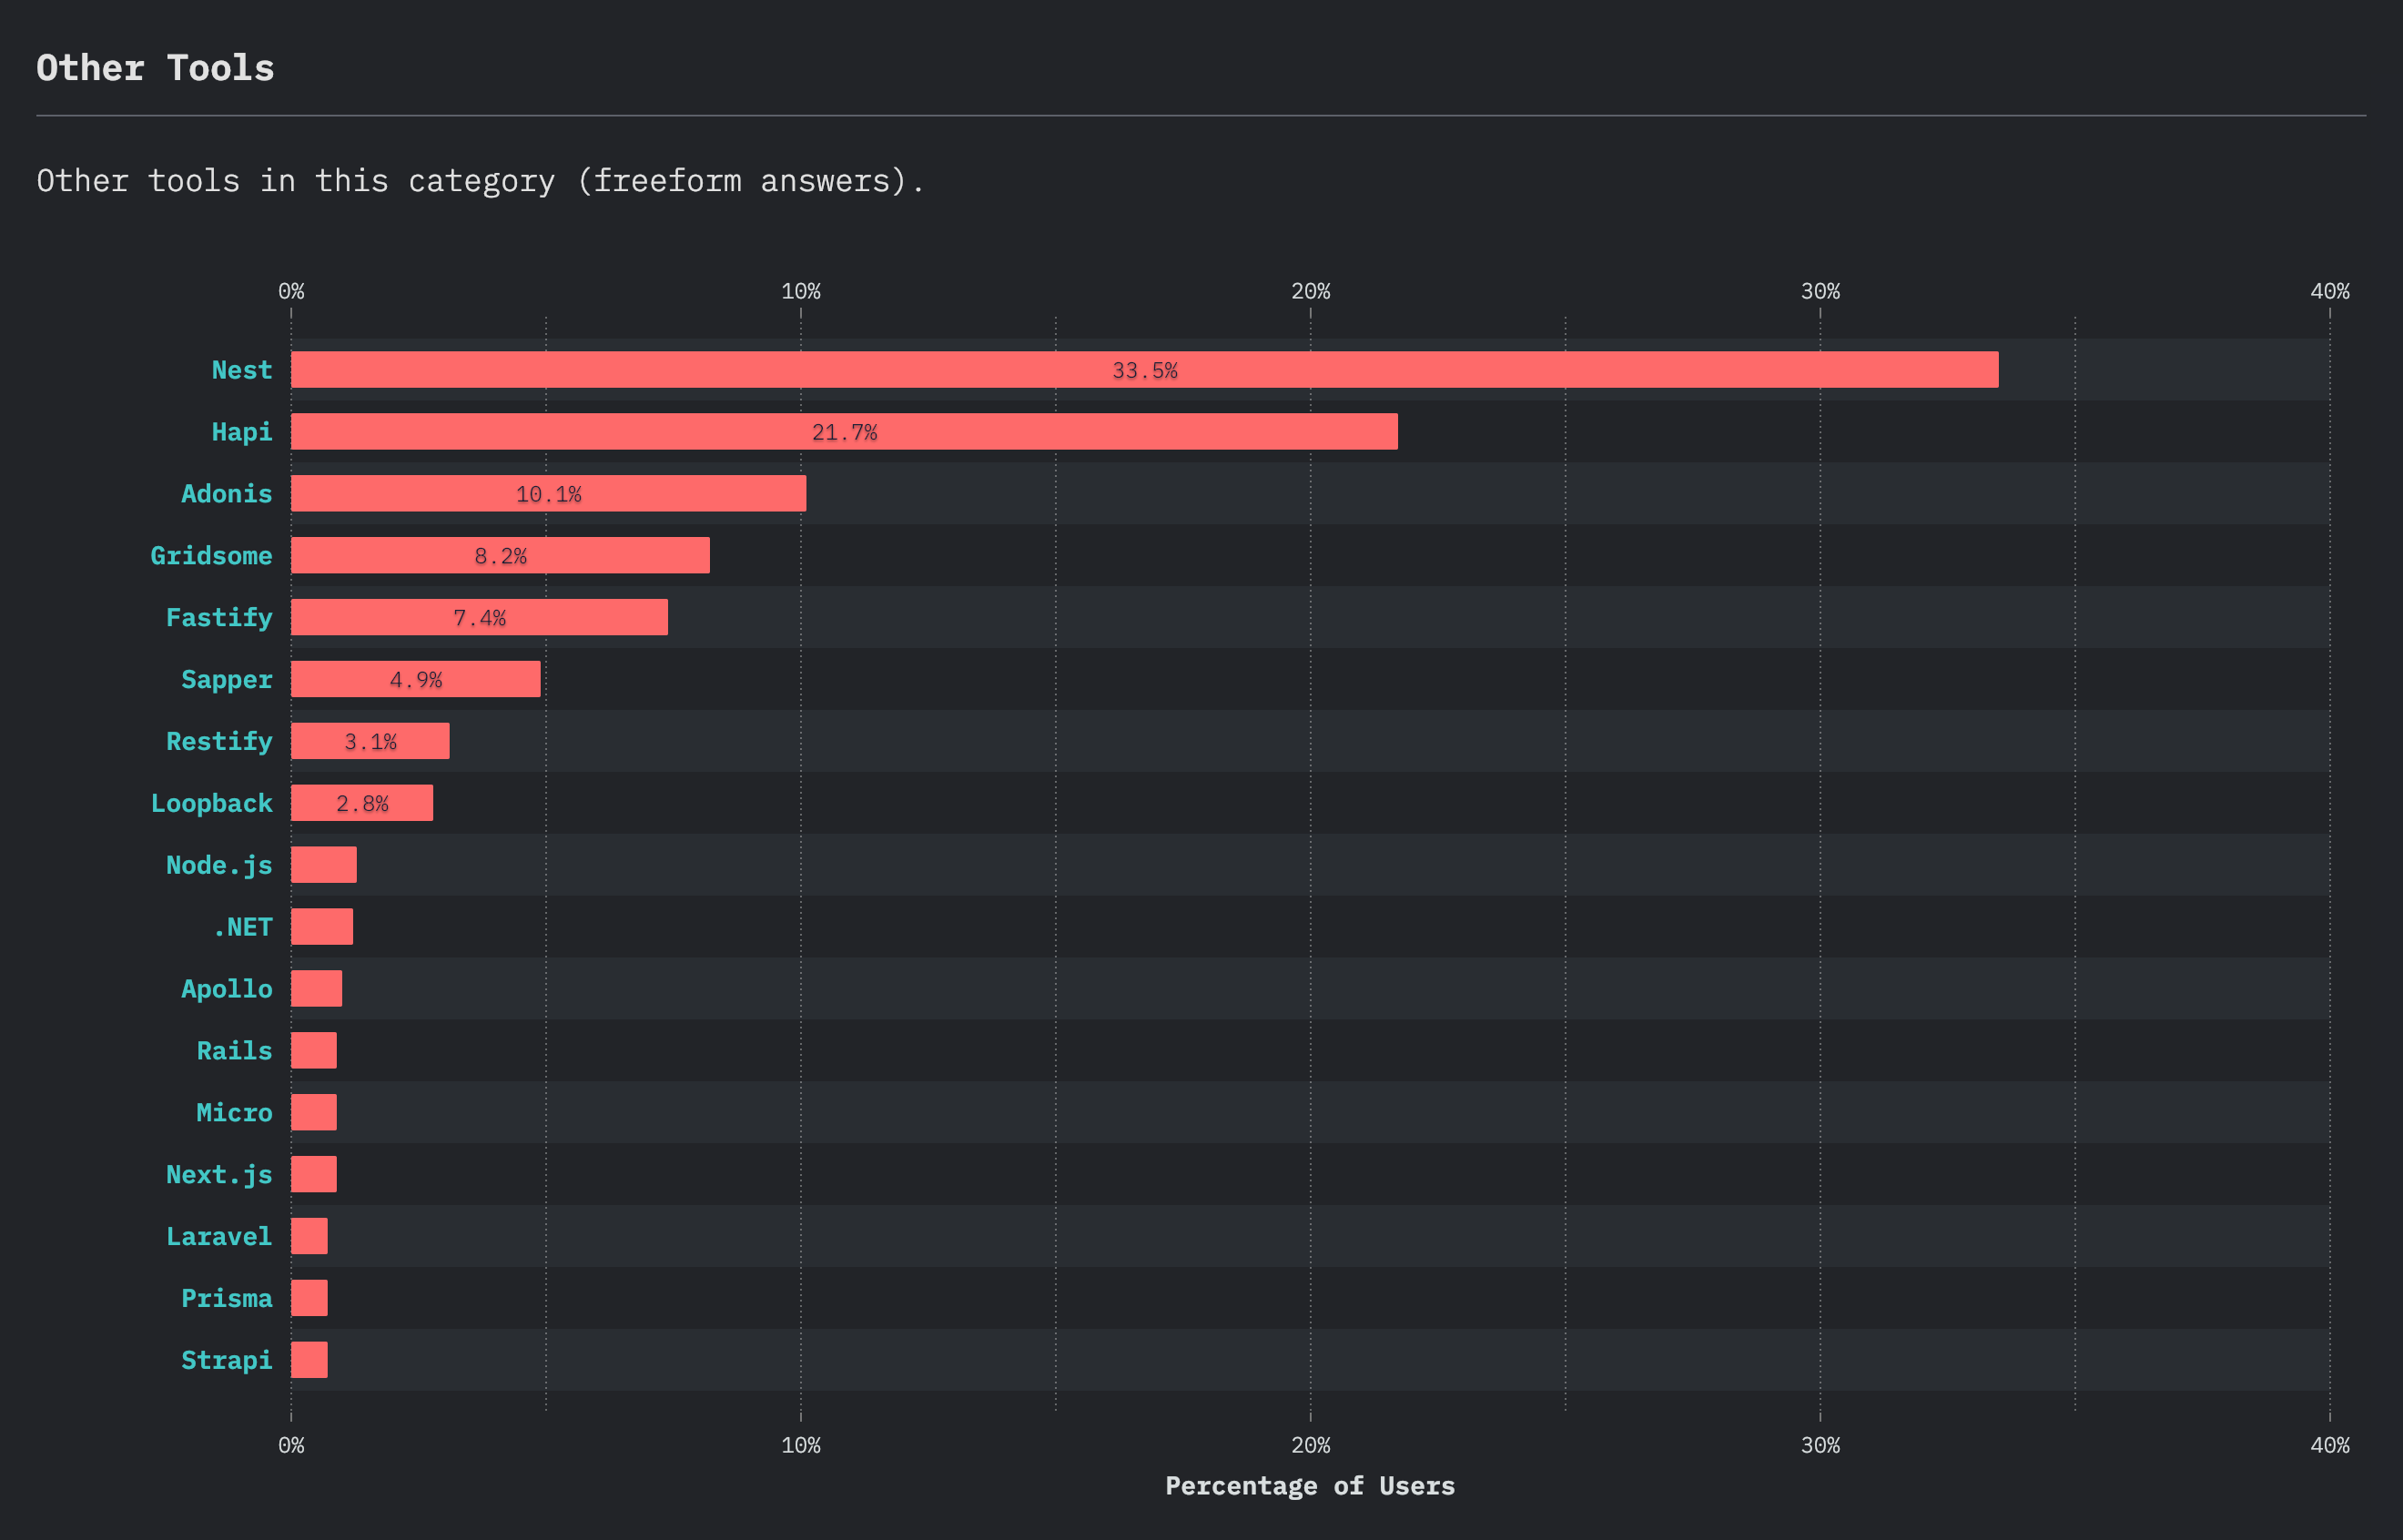 Other Tools
Other tools in this category (freeform answers).
0% 10% 20% 30% 40%
Nest 33.5%
Hapi 21.7%
Adonis 10.1%
Gridsome 8.2%
Fastify 7.4%
Sapper 4.9%
Restify 3.1%
Loopback 2.8%
Node.js
.NET
Apollo
Rails
Micro
Next.js
Laravel
Prisma
Strapi
0% 10% 20% 30% 40%
Percentage of Users